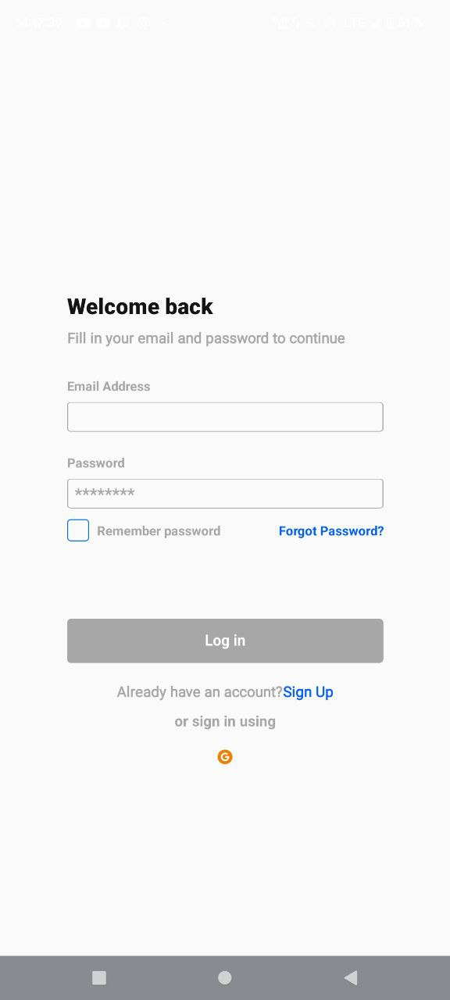 14:17:39 LTE 51%
Welcome back
Fill in your email and password to continue
Email Address
Password
********
Remember password Forgot Password?
Log in
Already have an account?Sign Up
or sign in using
G